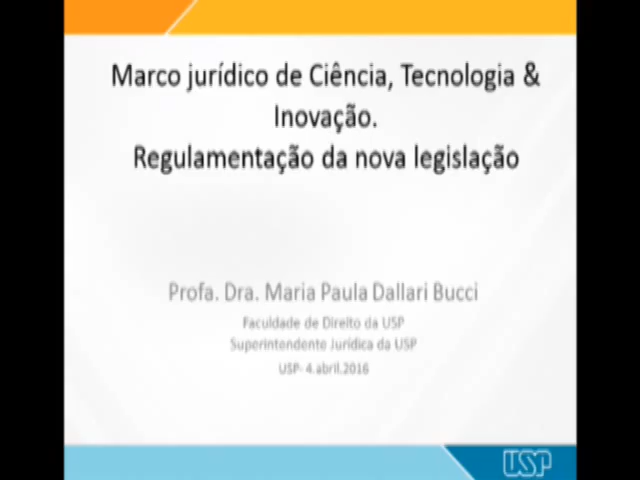 Marco jurídico de Ciência, Tecnologia &
Inovação.
Regulamentação da nova legislação
Profa. Dra. Maria Paula Dallari Bucci
Faculdade de Direito da USP
Superintendente Jurídica da USP
USP- 4.abril.2016
USP